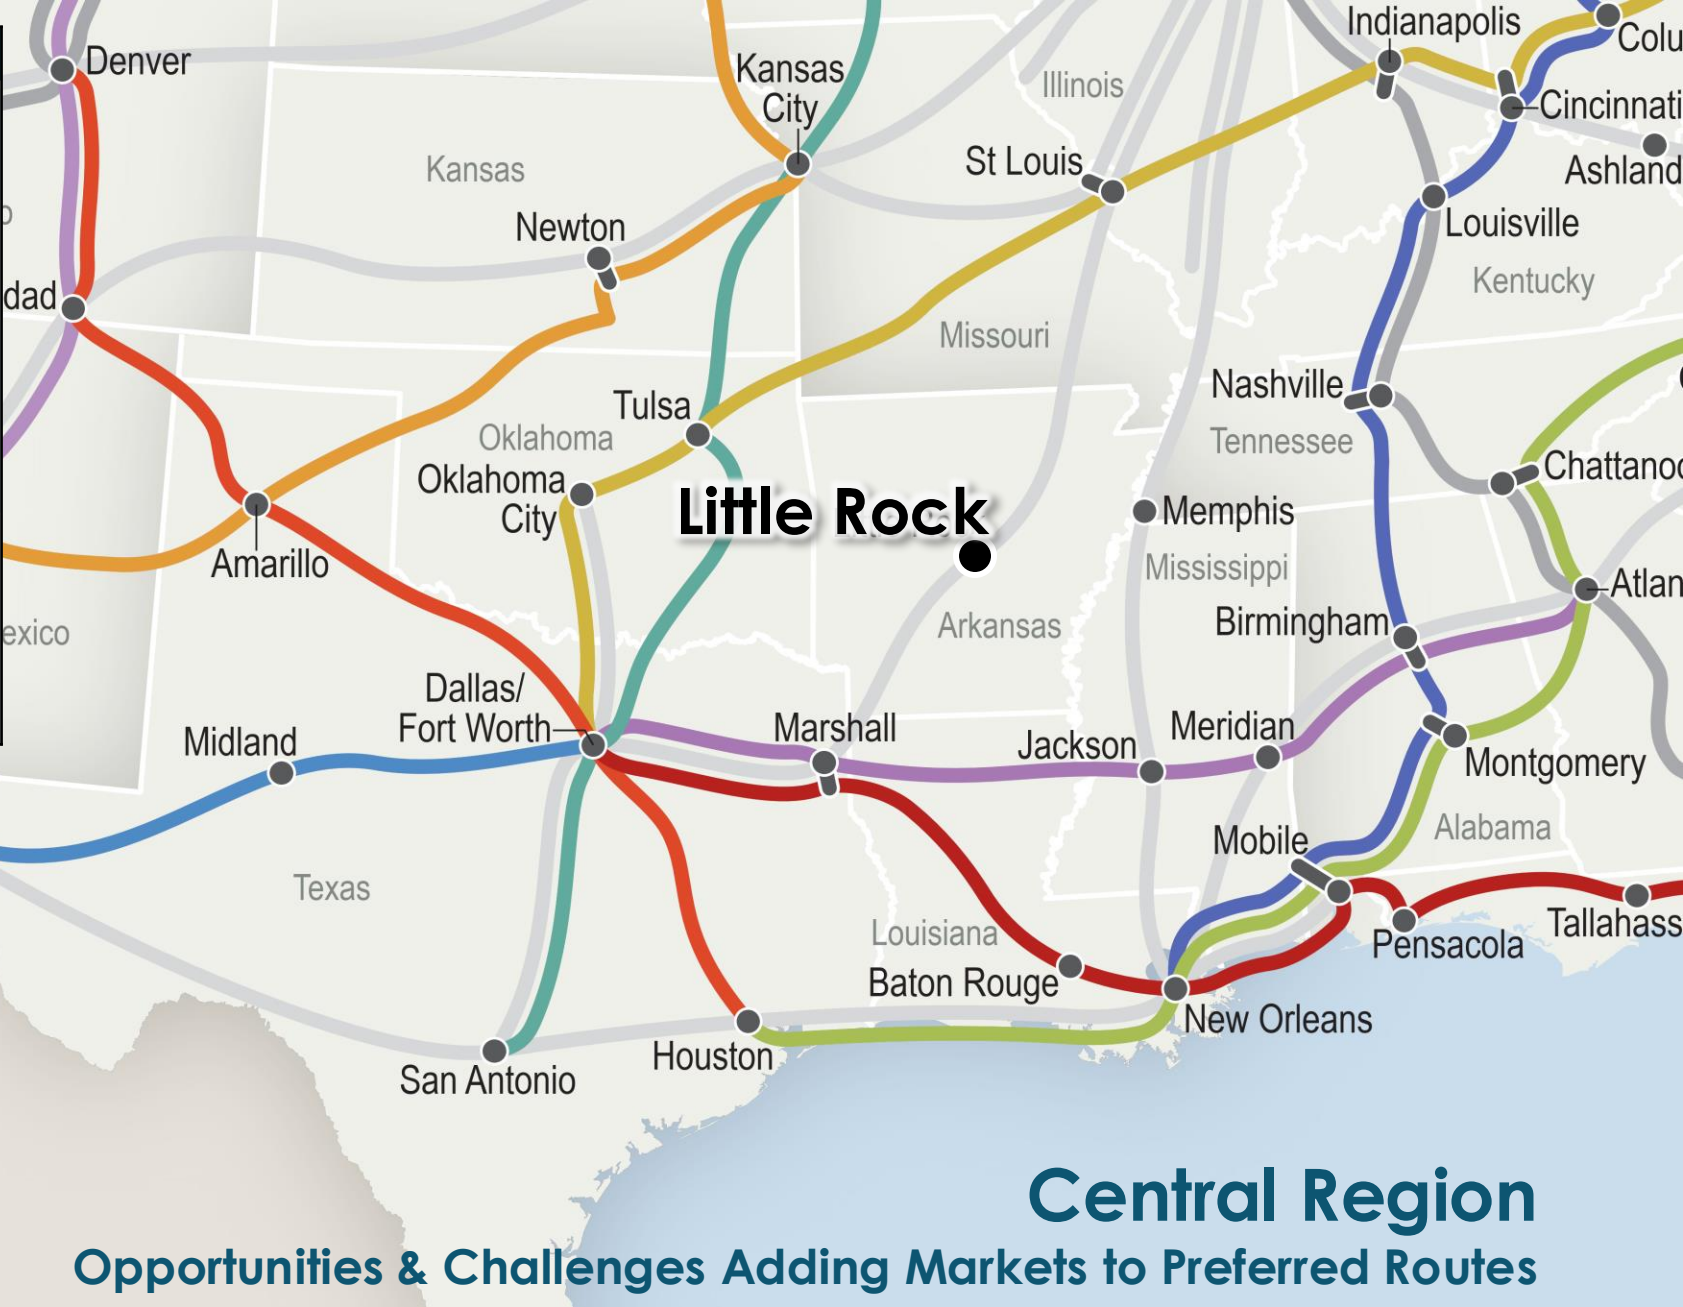 Indianapolis
Denver
Colu
Kansas
City
Illinois
Cincinnati
Kansas
St Louis
Ashland
Newton
Louisville
Kentucky
dad
Missouri
Nashville
Tulsa
Oklahoma
Tennessee
Oklahoma
City
Chattanoo
Little Rock
Memphis
Amarillo
Mississippi
Atlan
exico
Arkansas
Birmingham
Dallas/
Fort Worth
Midland
Marshall
Jackson
Meridian
Montgomery
Mobile
Alabama
Texas
Louisiana
Tallahass
Pensacola
Baton Rouge
New Orleans
Houston
San Antonio
Central Region
Opportunities & Challenges Adding Markets to Preferred Routes